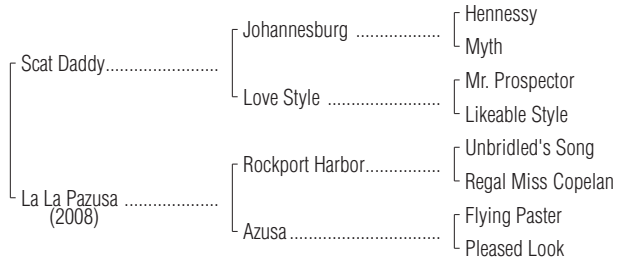 Hennessy
Johannesburg ..................
Myth
Scat Daddy........................
Mr. Prospector
Love Style ........................
Likeable Style
Unbridled's Song
Rockport Harbor................
Regal Miss Copelan
La La Pazusa ....................
(2008)
Flying Paster
Azusa ................................
Pleased Look